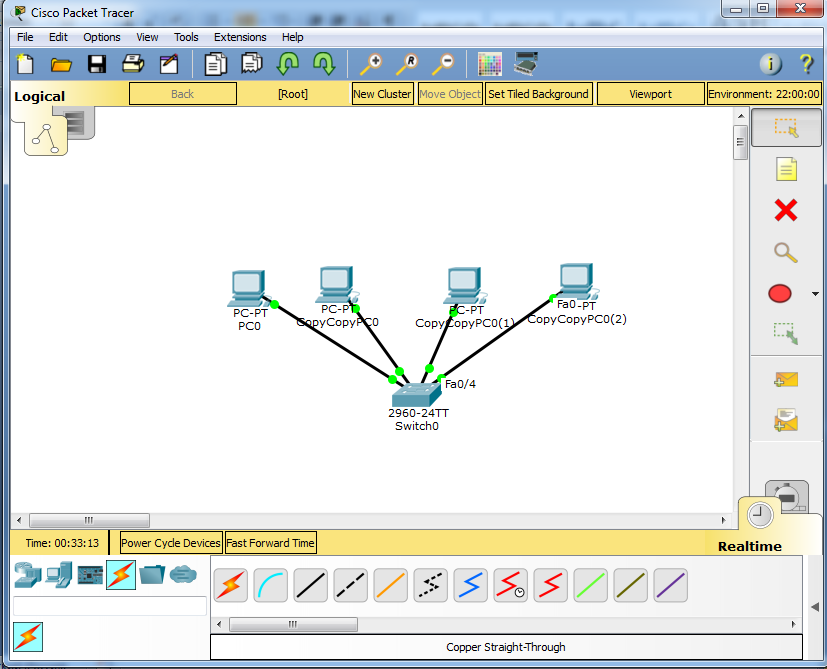 Cisco Packet Tracer
File Edit Options View Tools Extensions Help
R
i ?
Logical
Back
[Root]
New Cluster
Move Object
Set Tiled Background
Viewport
Environment: 22:00:00
PC-PT
PC0
PC-PT
CopyCopyPC0
PC-PT
CopyCopyPC0(1)
Fa0-PT
CopyCopyPC0(2)
Fa0/4
2960-24TT
Switch0
Time: 00:33:13
Power Cycle Devices
Fast Forward Time
Realtime
Copper Straight-Through